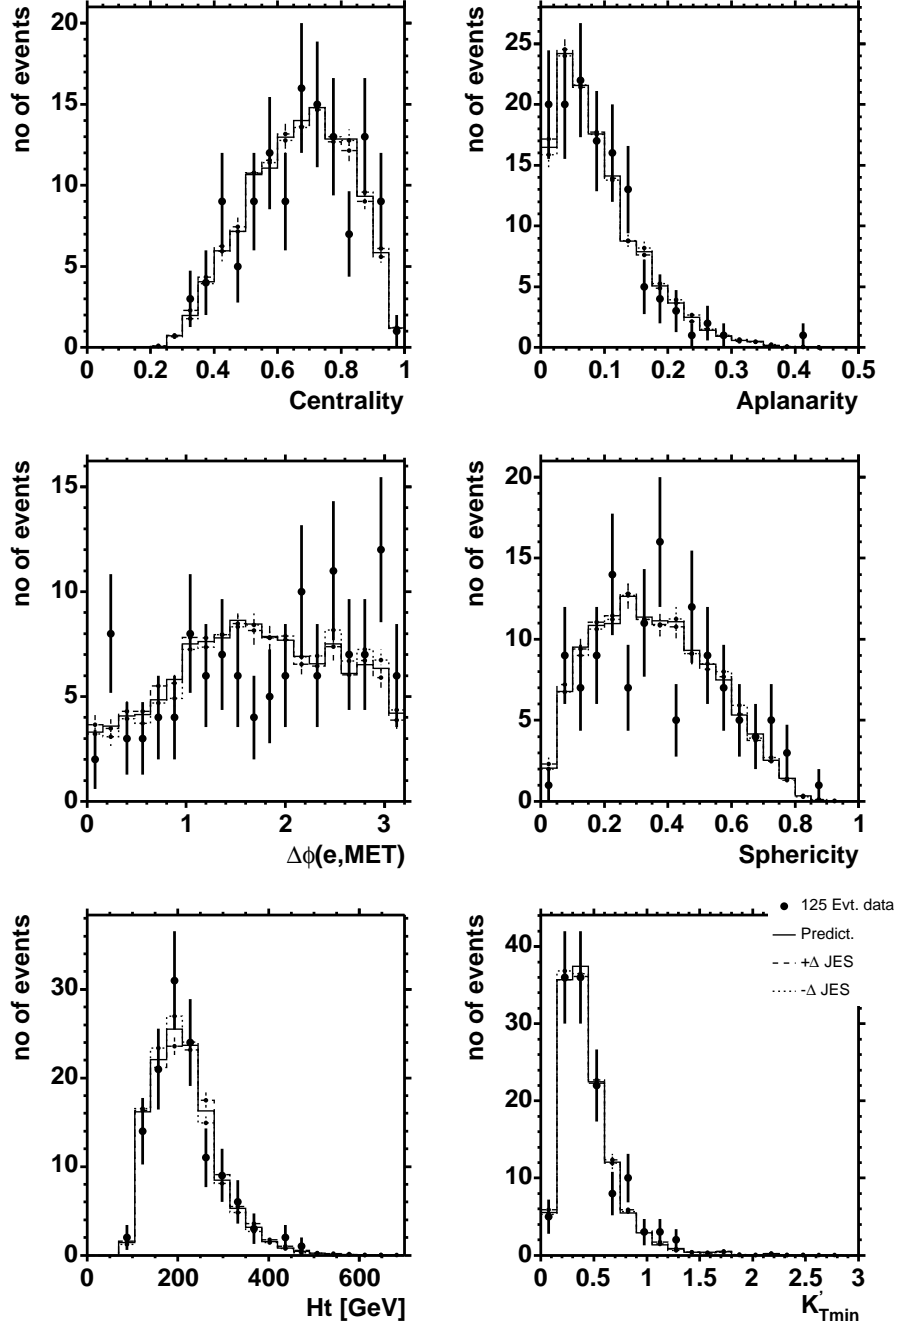 no of events
20
15
10
5
0
0 0.2 0.4 0.6 0.8 1
Centrality
no of events
25
20
15
10
5
0
0 0.1 0.2 0.3 0.4 0.5
Aplanarity
no of events
15
10
5
0
0 1 2 3
Δϕ(e,MET)
no of events
20
15
10
5
0
0 0.2 0.4 0.6 0.8 1
Sphericity
no of events
30
20
10
0
0 200 400 600
Ht [GeV]
no of events
40
30
20
10
0
0 0.5 1 1.5 2 2.5 3
K'Tmin
125 Evt. data
Predict.
+Δ JES
-Δ JES